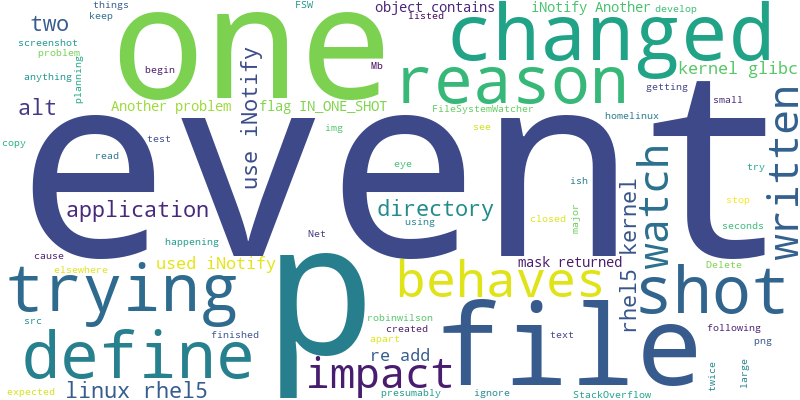 things
keep
FSW
object contains
listed
iNotify Another
develop
two
one
changed
screenshot
problem
anything
planning
begin
Mb
reason
kernel glibc
getting
small
alt
Another problem
flag IN_ONE_SHOT
FileSystemWatcher
homelinux
use iNotify
event
written
copy
test
read
img
see
eye
ish
try
watch
stop
application
directory
using
closed
major
seconds
happening
Net
rhel5 kernel
cause
elsewhere
used iNotify
mask returned
Delete
trying
p
behaves
shot
src
finished
robinwilson
created
apart
text
file
following
png
define
re add
impact
expected
linux rhel5
presumably
ignore
StackOverflow
twice
large